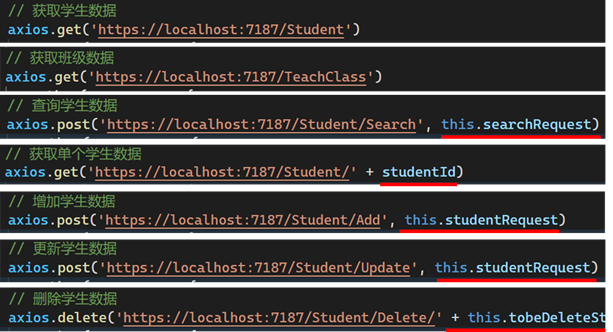 // 获取学生数据
axios.get('https://localhost:7187/Student')
// 获取班级数据
axios.get('https://localhost:7187/TeachClass')
// 查询学生数据
axios.post('https://localhost:7187/Student/Search', this.searchRequest)
// 获取单个学生数据
axios.get('https://localhost:7187/Student/' + studentId)
// 增加学生数据
axios.post('https://localhost:7187/Student/Add', this.studentRequest)
// 更新学生数据
axios.post('https://localhost:7187/Student/Update', this.studentRequest)
// 删除学生数据
axios.delete('https://localhost:7187/Student/Delete/' + this.tobeDeleteSt